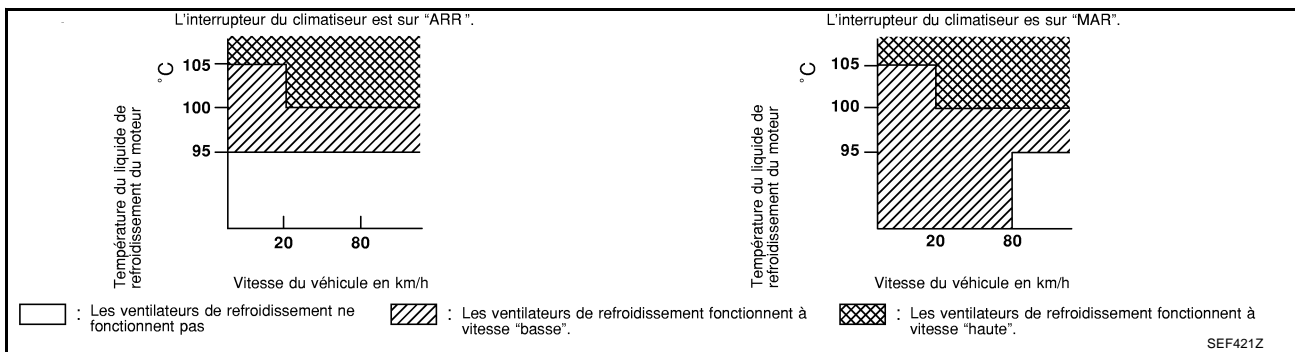 L'interrupteur du climatiseur est sur “ARR”.
°C
105
100
95
Température du liquide de
refroidissement du moteur
20
80
Vitesse du véhicule en km/h
L'interrupteur du climatiseur es sur “MAR”.
°C
105
100
95
Température du liquide de
refroidissement du moteur
20
80
Vitesse du véhicule en km/h
: Les ventilateurs de refroidissement ne
fonctionnent pas
: Les ventilateurs de refroidissement fonctionnent à
vitesse “basse”.
: Les ventilateurs de refroidissement fonctionnent à
vitesse “haute”.
SEF421Z